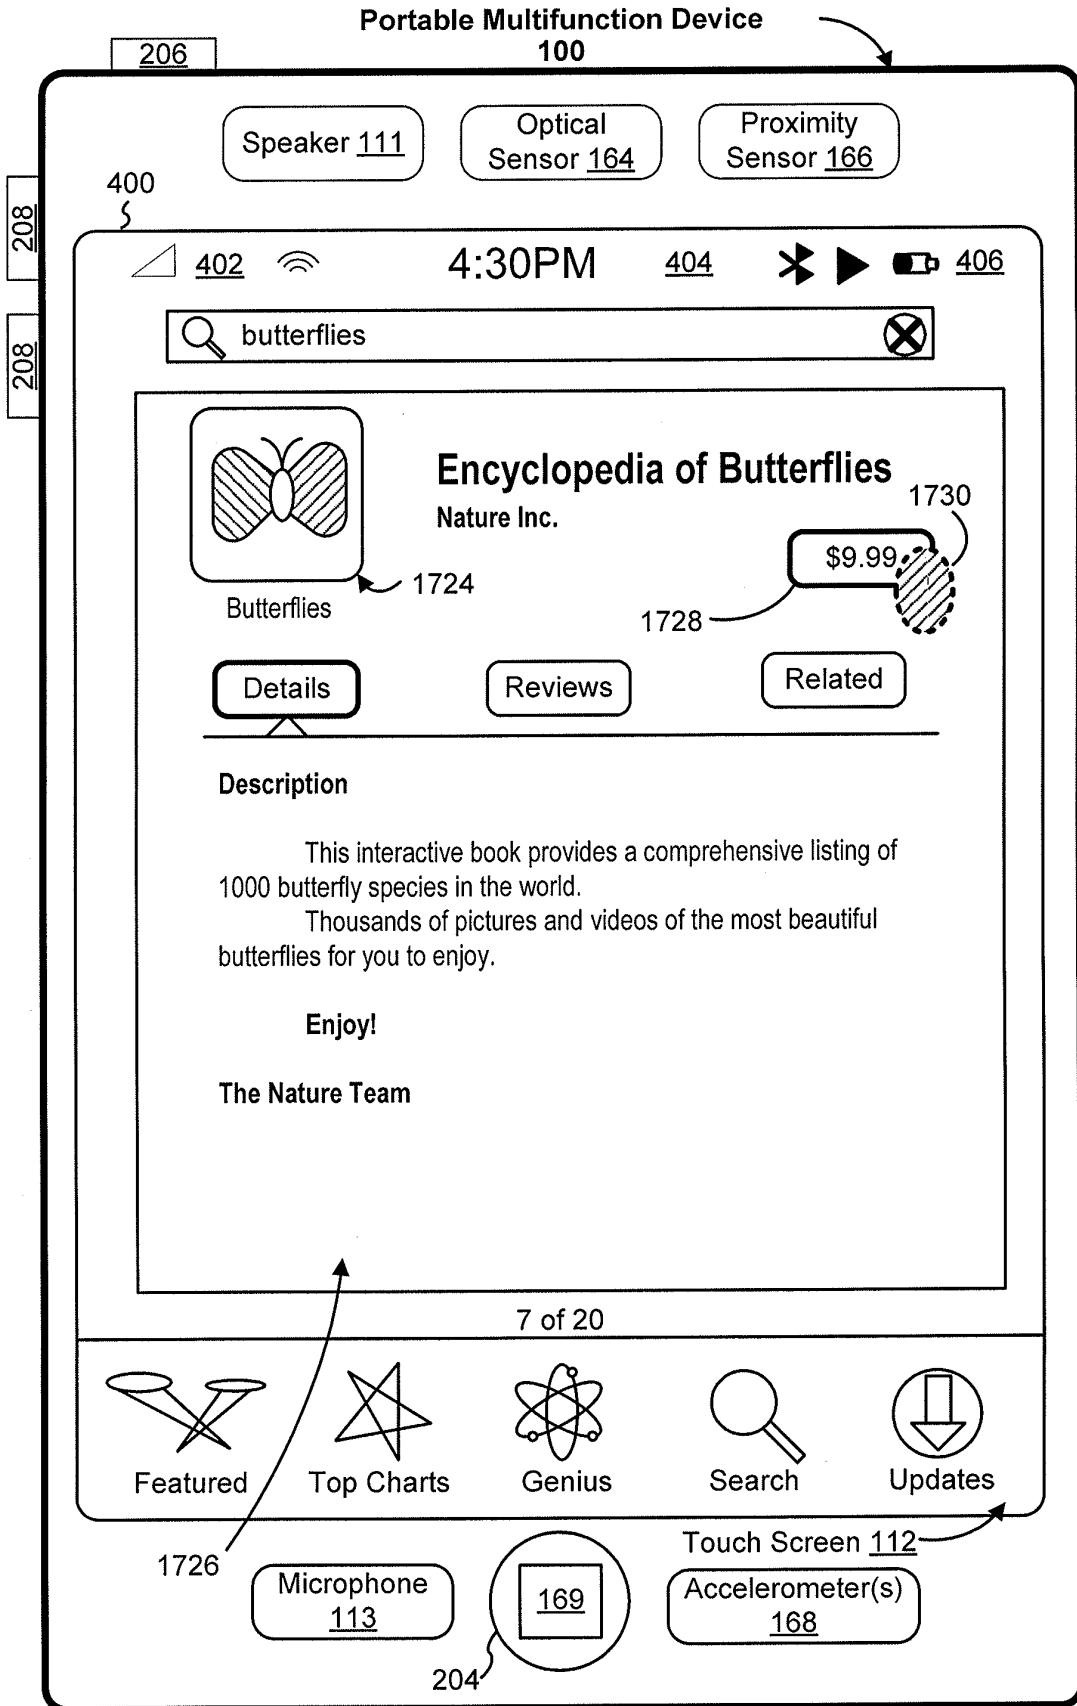 Portable Multifunction Device
100
206
Speaker 111
Optical
Sensor 164
Proximity
Sensor 166
208
400
402
4:30PM
404
406
208
butterflies
Encyclopedia of Butterflies
Nature Inc.
1730
$9.99
1724
1728
Butterflies
Details
Reviews
Related
Description
This interactive book provides a comprehensive listing of
1000 butterfly species in the world.
Thousands of pictures and videos of the most beautiful
butterflies for you to enjoy.
Enjoy!
The Nature Team
7 of 20
Featured
Top Charts
Genius
Search
Updates
1726
Touch Screen 112
Microphone
113
169
Accelerometer(s)
168
204